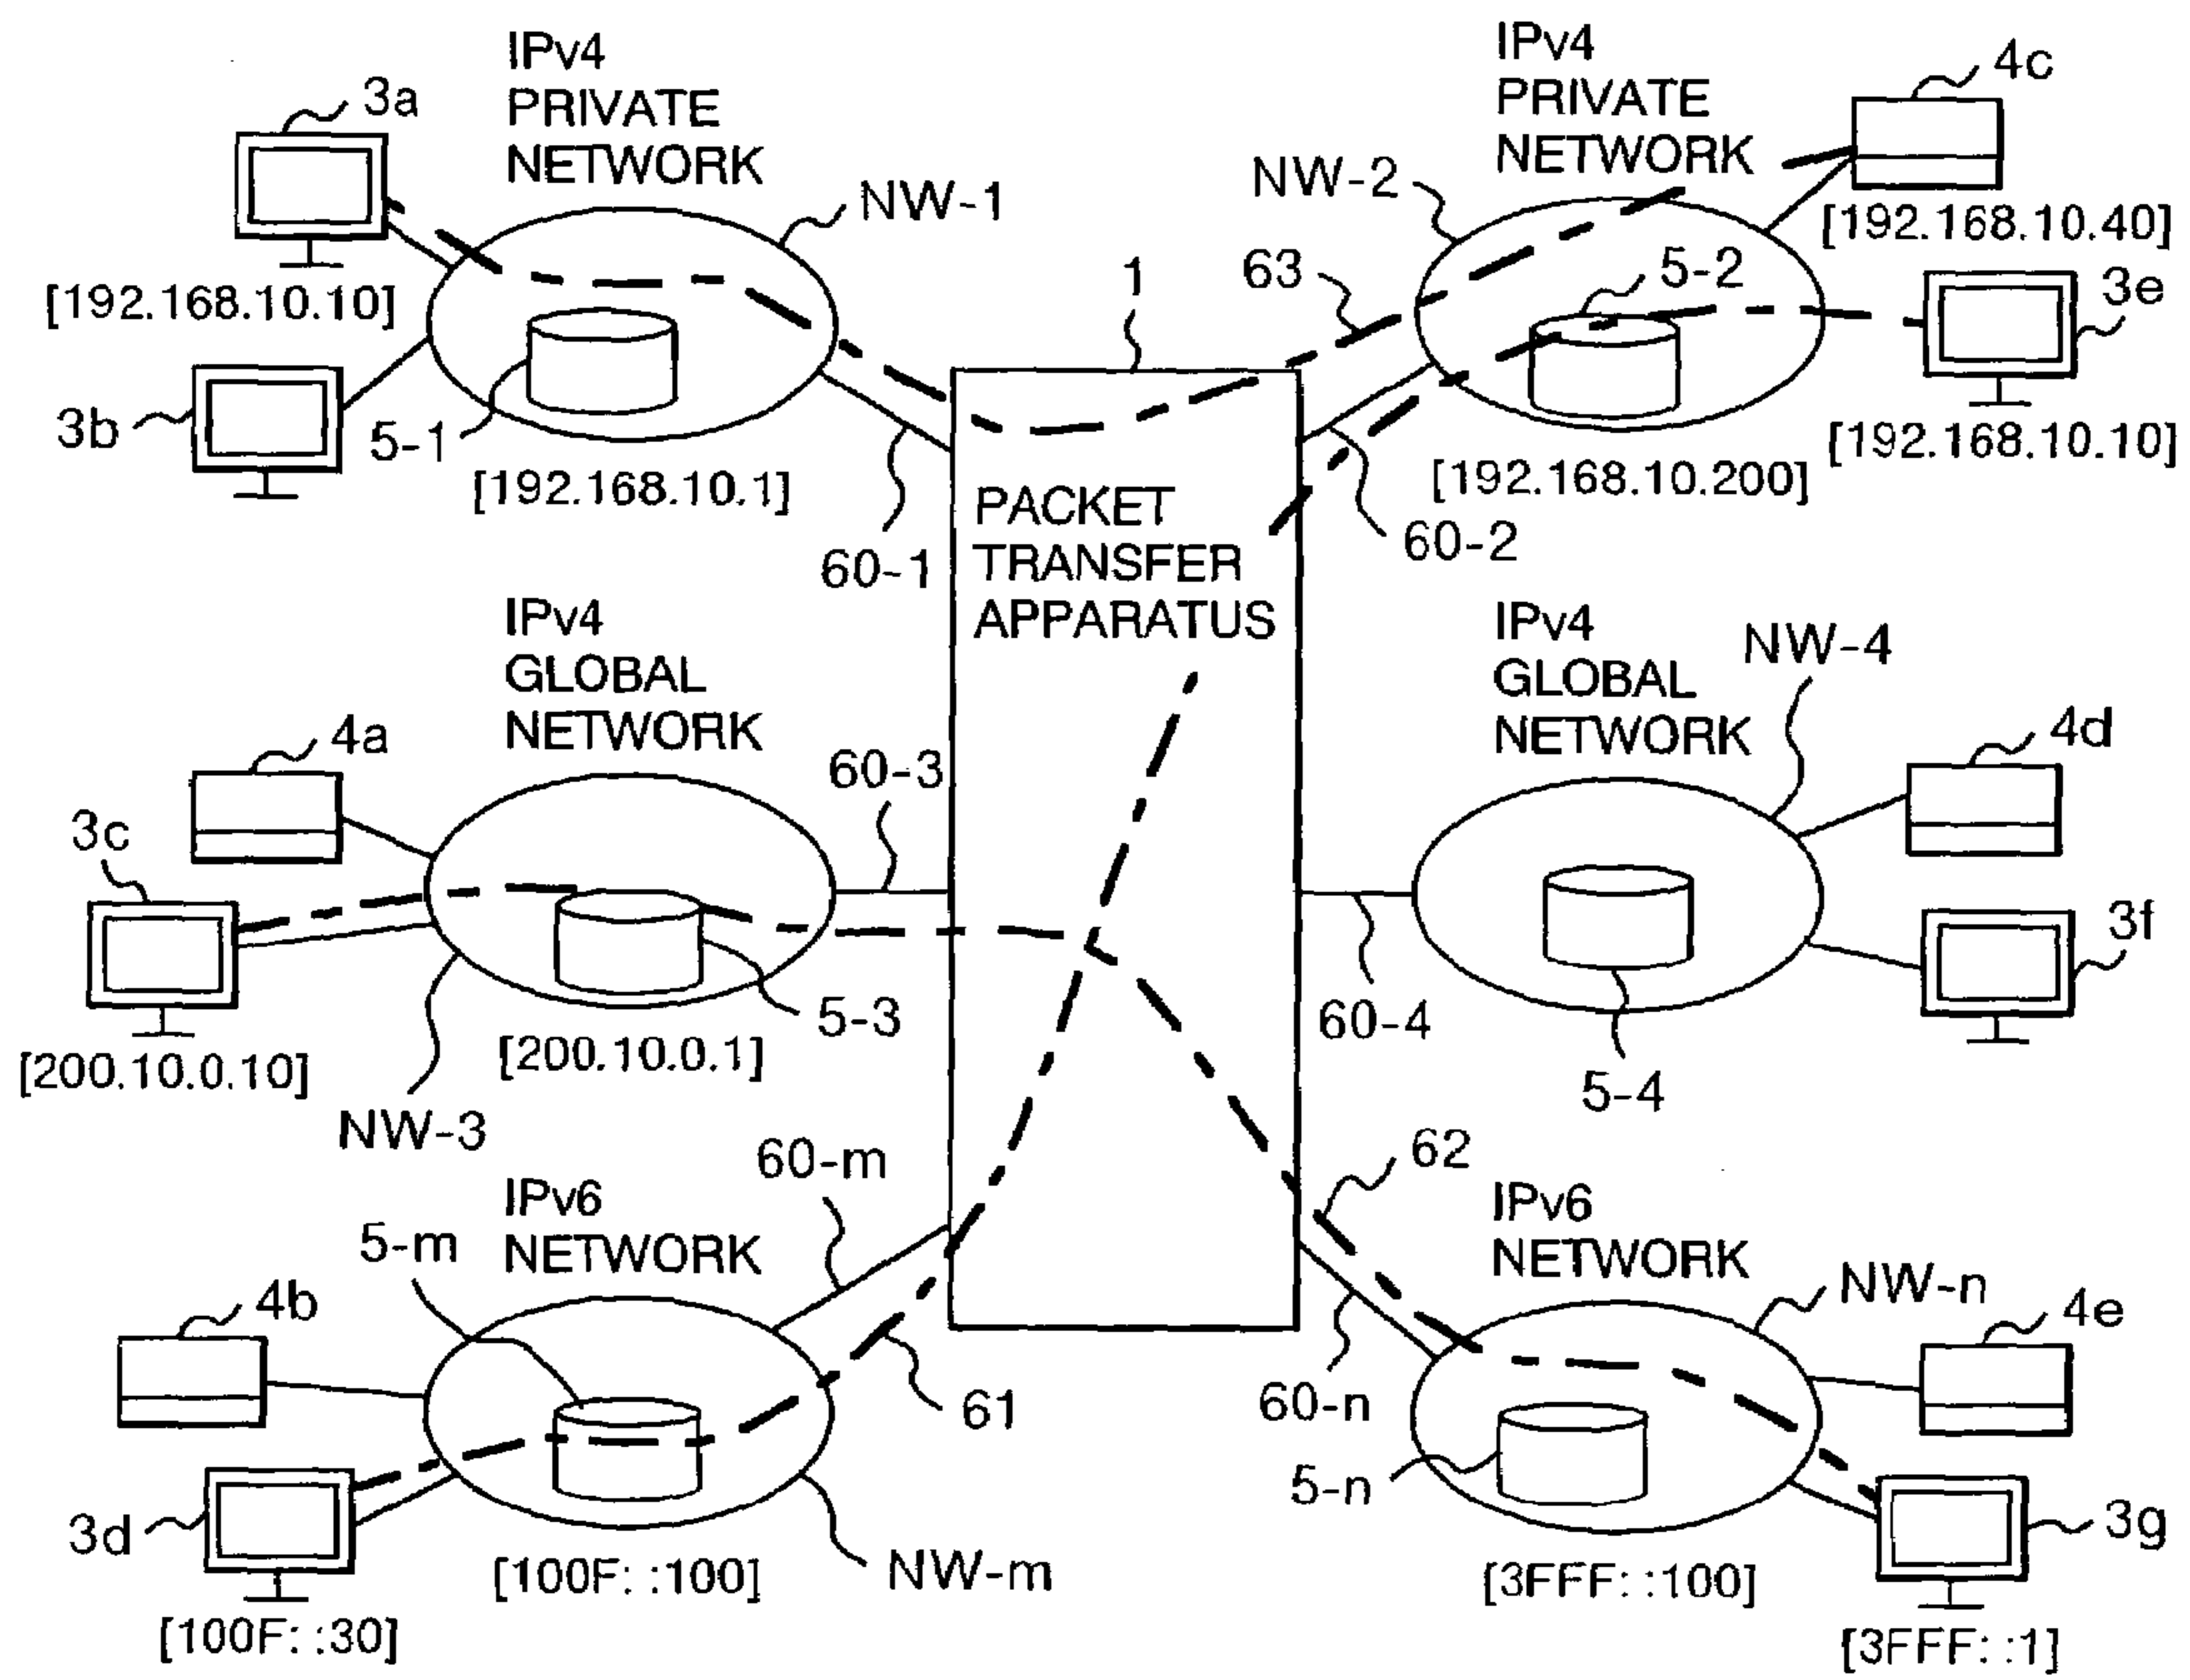 IPv4
PRIVATE
NETWORK
3a
NW-1
[192.168.10.10]
3b
5-1
[192.168.10.1]
60-1
IPv4
PRIVATE
NETWORK
4c
NW-2
[192.168.10.40]
63
5-2
3e
[192.168.10.10]
[192.168.10.200]
60-2
1
PACKET
TRANSFER
APPARATUS
IPv4
GLOBAL
NETWORK
4a
60-3
3c
5-3
[200.10.0.10]
[200.10.0.1]
NW-3
IPv4
GLOBAL
NETWORK
NW-4
4d
3f
60-4
5-4
60-m
IPv6
NETWORK
5-m
4b
61
3d
[100F: :100]
NW-m
[100F: :30]
62
IPv6
NETWORK
NW-n
4e
60-n
5-n
3g
[3FFF: :100]
[3FFF: :1]